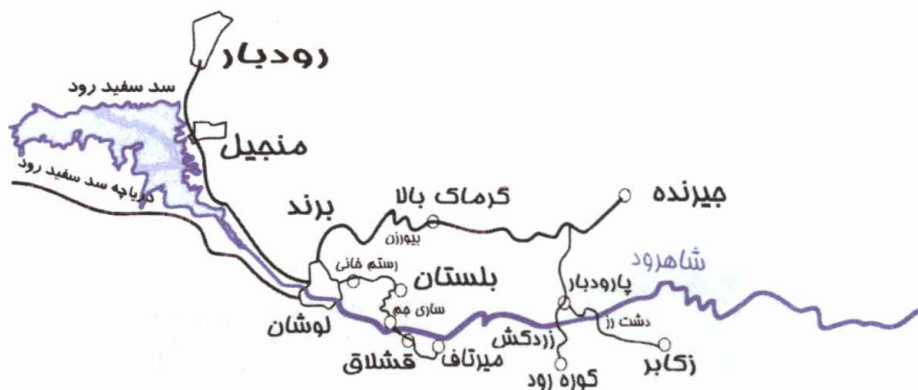 رودبار
سد سفید رود
منجیل
دریاچه سد سفید رود
جیرنده
گرماک بالا
برند
بیورزن
شاهرود
رستم خانی
بلستان
پارودبار
ساری جم
لوشان
دشت رز
زردکش
میرتاف
قشلاق
زکابر
کوره رود